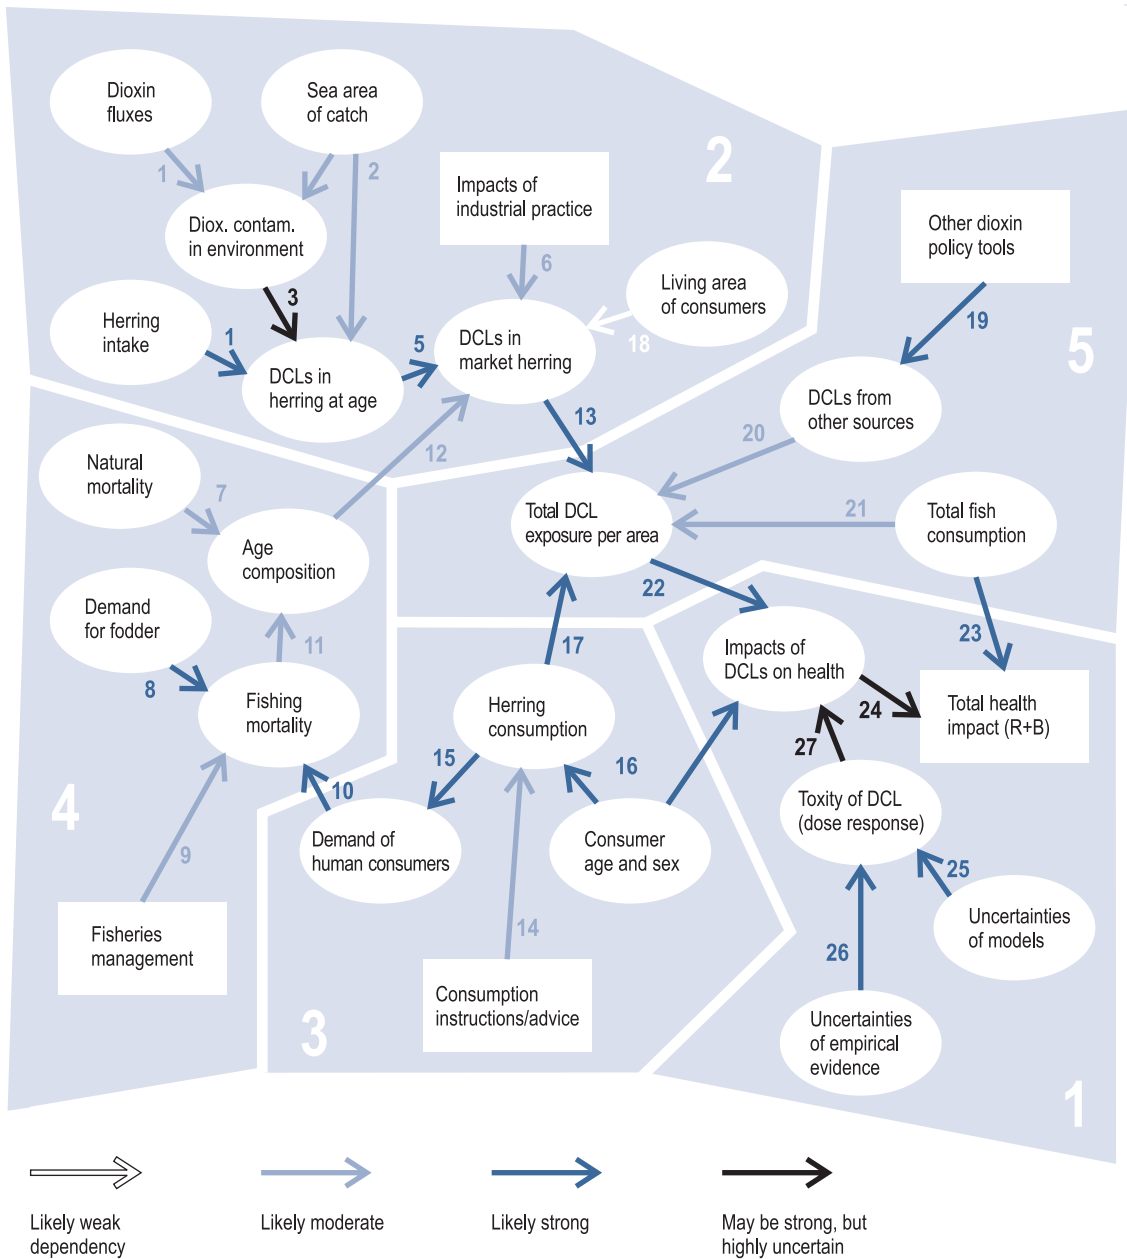 Dioxin
fluxes
Sea area
of catch
2
1
2
Impacts of
industrial practice
Diox. contam.
in environment
Other dioxin
policy tools
6
3
Living area
of consumers
19
Herring
intake
1
5
DCLs in
market herring
18
5
DCLs in
herring at age
DCLs from
other sources
13
12
20
Natural
mortality
7
Total DCL
exposure per area
21
Total fish
consumption
Age
composition
22
Demand
for fodder
11
17
23
8
Impacts of
DCLs on health
Fishing
mortality
Herring
consumption
24
Total health
impact (R+B)
27
15
16
10
4
9
Demand of
human consumers
Consumer
age and sex
Toxity of DCL
(dose response)
25
14
Fisheries
management
Uncertainties
of models
26
Consumption
instructions/advice
3
Uncertainties
of empirical
evidence
1
Likely weak
dependency
Likely moderate
Likely strong
May be strong, but
highly uncertain